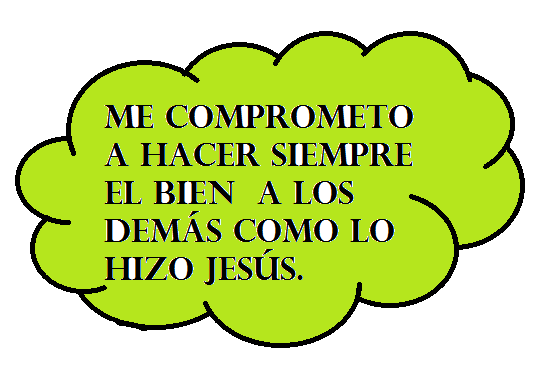 ME COMPROMETO
A HACER SIEMPRE
EL BIEN  A LOS
DEMÁS COMO LO
HIZO JESÚS.